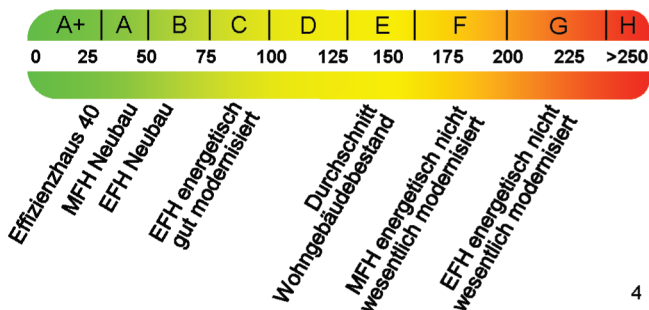 A+ A B C D E F G H
0 25 50 75 100 125 150 175 200 225 >250
Effizienzhaus 40
MFH Neubau
EFH Neubau
EFH energetisch
gut modernisiert
Durchschnitt
Wohngebäudebestand
MFH energetisch nicht
wesentlich modernisiert
EFH energetisch nicht
wesentlich modernisiert
4